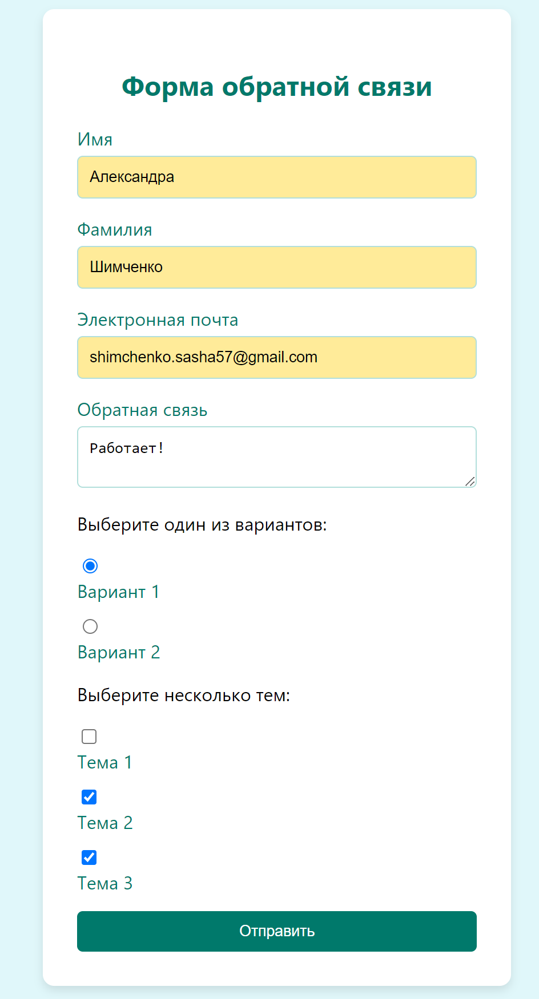 Форма обратной связи
Имя
Александра
Фамилия
Шимченко
Электронная почта
shimchenko.sasha57@gmail.com
Обратная связь
Работает!
Выберите один из вариантов:
Вариант 1
Вариант 2
Выберите несколько тем:
Тема 1
Тема 2
Тема 3
Отправить